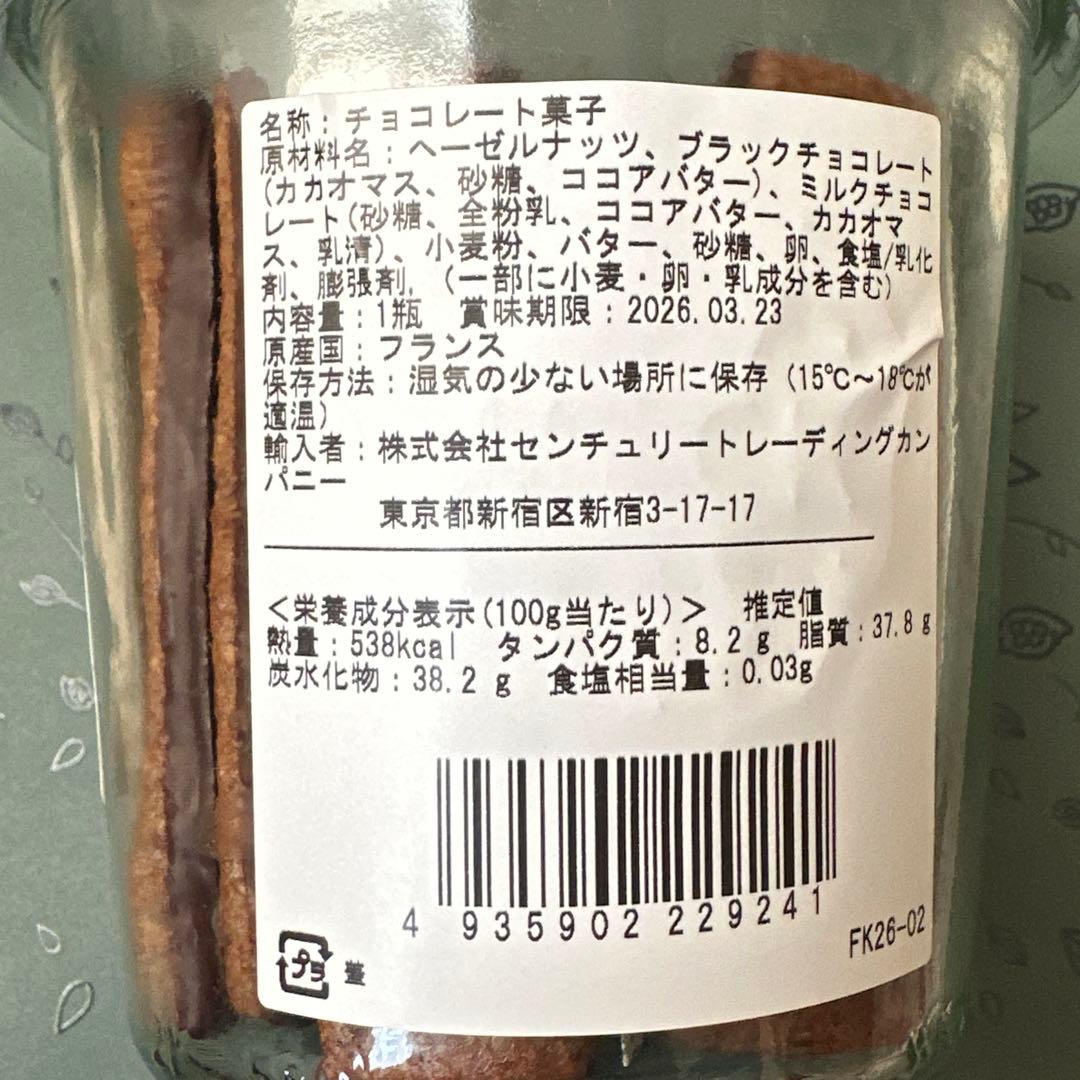 名称：チョコレート菓子
原材料名：ヘーゼルナッツ、ブラックチョコレート
(カカオマス、砂糖、ココアバター)、ミルクチョコ
レート(砂糖、全粉乳、ココアバター、カカオマ
ス、乳清)、小麦粉、バター、砂糖、卵、食塩/乳化
剤、膨張剤，（一部に小麦・卵・乳成分を含む）
内容量：1瓶　賞味期限：2026.03.23
原産国：フランス
保存方法：湿気の少ない場所に保存（15℃～18℃が
適温）
輸入者：株式会社センチュリートレーディングカン
パニー
東京都新宿区新宿3-17-17
＜栄養成分表示(100g当たり)＞　推定値
熱量：538kcal　タンパク質：8.2 g　脂質：37.8 g
炭水化物：38.2 g　食塩相当量：0.03g
4 935902 229241
FK26-02
プラ 蓋